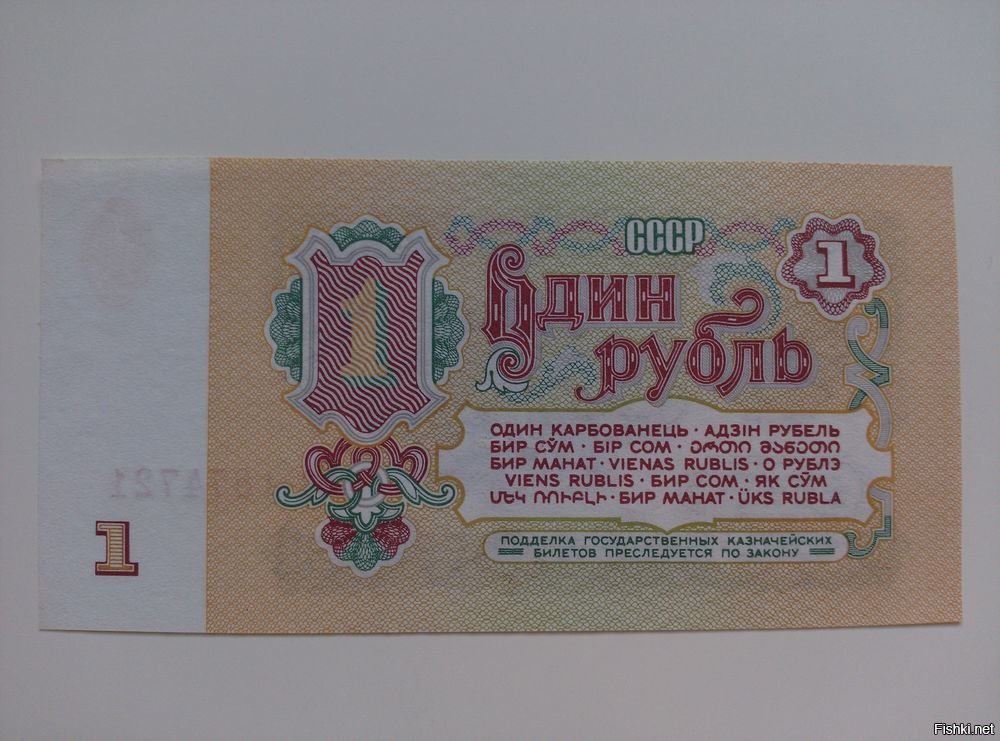 СССР
1
1
Один
рубль
ОДИН КАРБОВАНЕЦЬ · АДЗІН РУБЕЛЬ
БИР СЎМ · БІР СОМ · ერთი მანეთი
БИР МАНАТ · VIENAS RUBLIS · О РУБЛЭ
VIENS RUBLIS · БИР СОМ · ЯК СЎМ
ՄԵԿ ՌՈՒԲԼԻ · БИР МАНАТ · ÜKS RUBLA
ПОДДЕЛКА ГОСУДАРСТВЕННЫХ КАЗНАЧЕЙСКИХ
БИЛЕТОВ ПРЕСЛЕДУЕТСЯ ПО ЗАКОНУ
1
Fishki.net